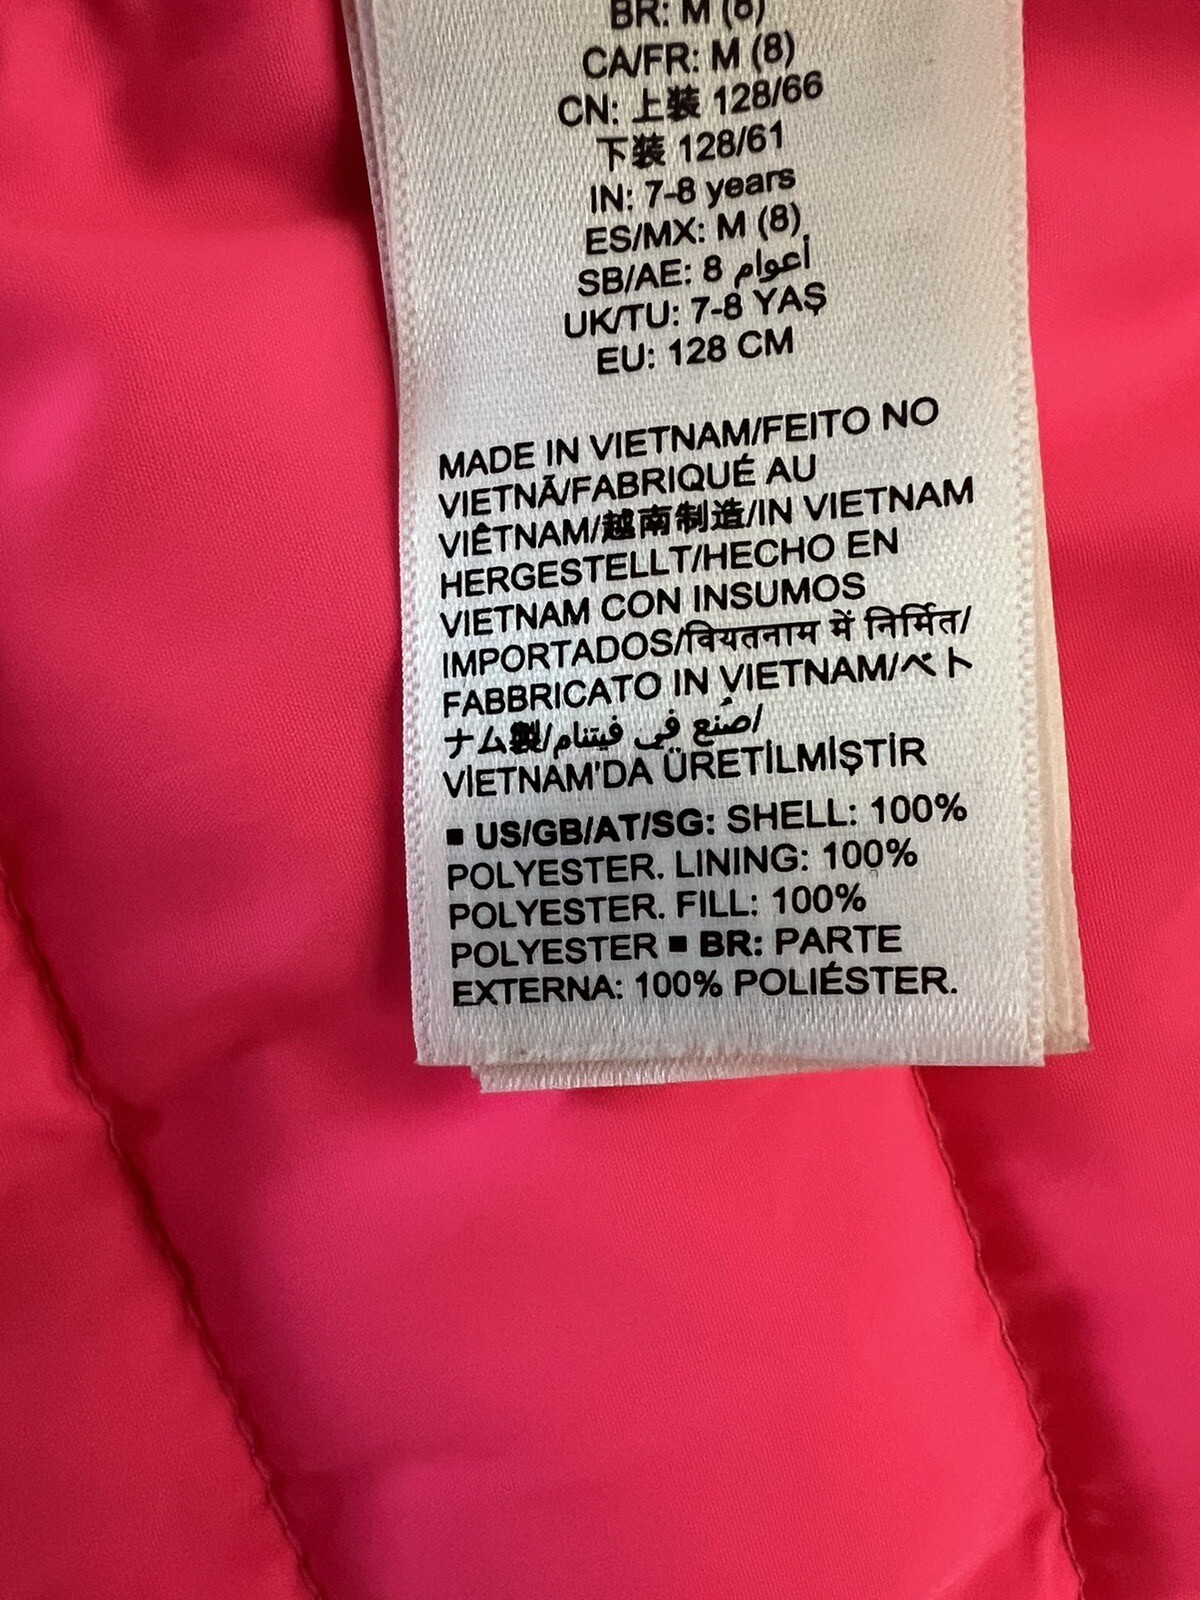 BR: M (8)
CA/FR: M (8)
CN: 上装 128/66
下装 128/61
IN: 7-8 years
ES/MX: M (8)
SB/AE: 8 أعوام
UK/TU: 7-8 YAŞ
EU: 128 CM
MADE IN VIETNAM/FEITO NO
VIETNÃ/FABRIQUÉ AU
VIÊTNAM/越南制造/IN VIETNAM
HERGESTELLT/HECHO EN
VIETNAM CON INSUMOS
IMPORTADOS/वियतनाम में निर्मित/
FABBRICATO IN VIETNAM/ベト
ナム製/صنع في فيتنام/
VİETNAM'DA ÜRETİLMİŞTİR
■ US/GB/AT/SG: SHELL: 100%
POLYESTER. LINING: 100%
POLYESTER. FILL: 100%
POLYESTER ■ BR: PARTE
EXTERNA: 100% POLIÉSTER.